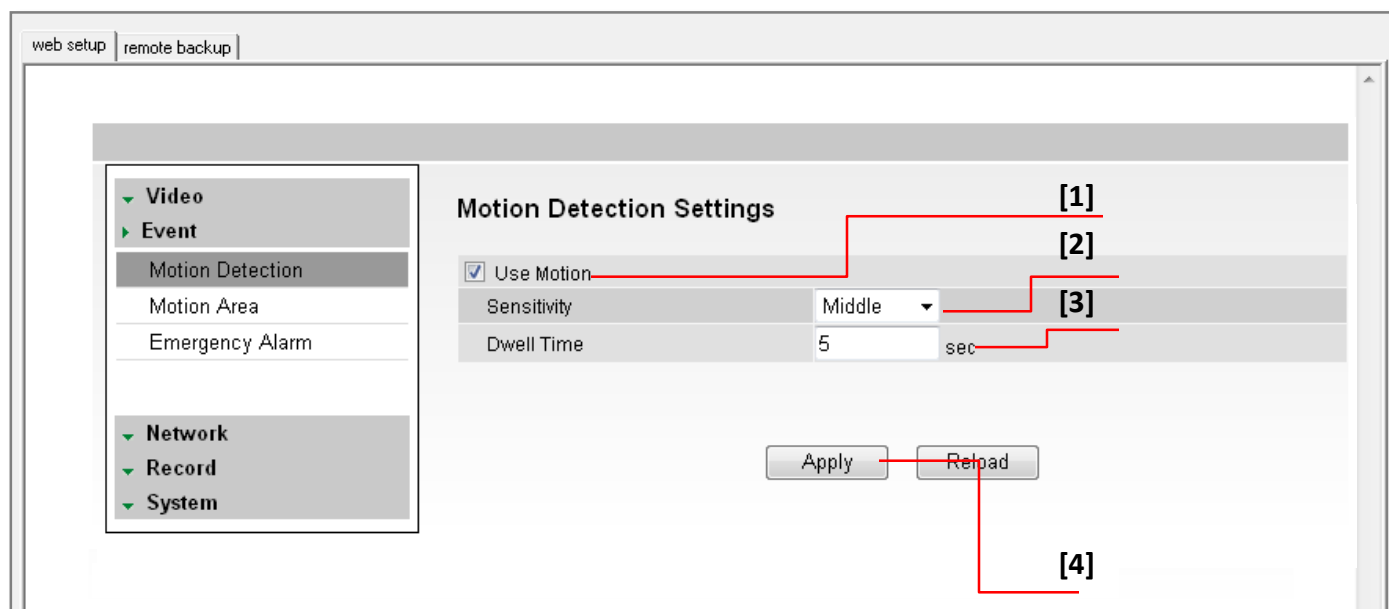 web setup remote backup
Video
Event
Motion Detection
Motion Area
Emergency Alarm
Network
Record
System
Motion Detection Settings
[1]
Use Motion
[2]
Sensitivity Middle
[3]
Dwell Time 5 sec
Apply Reload
[4]